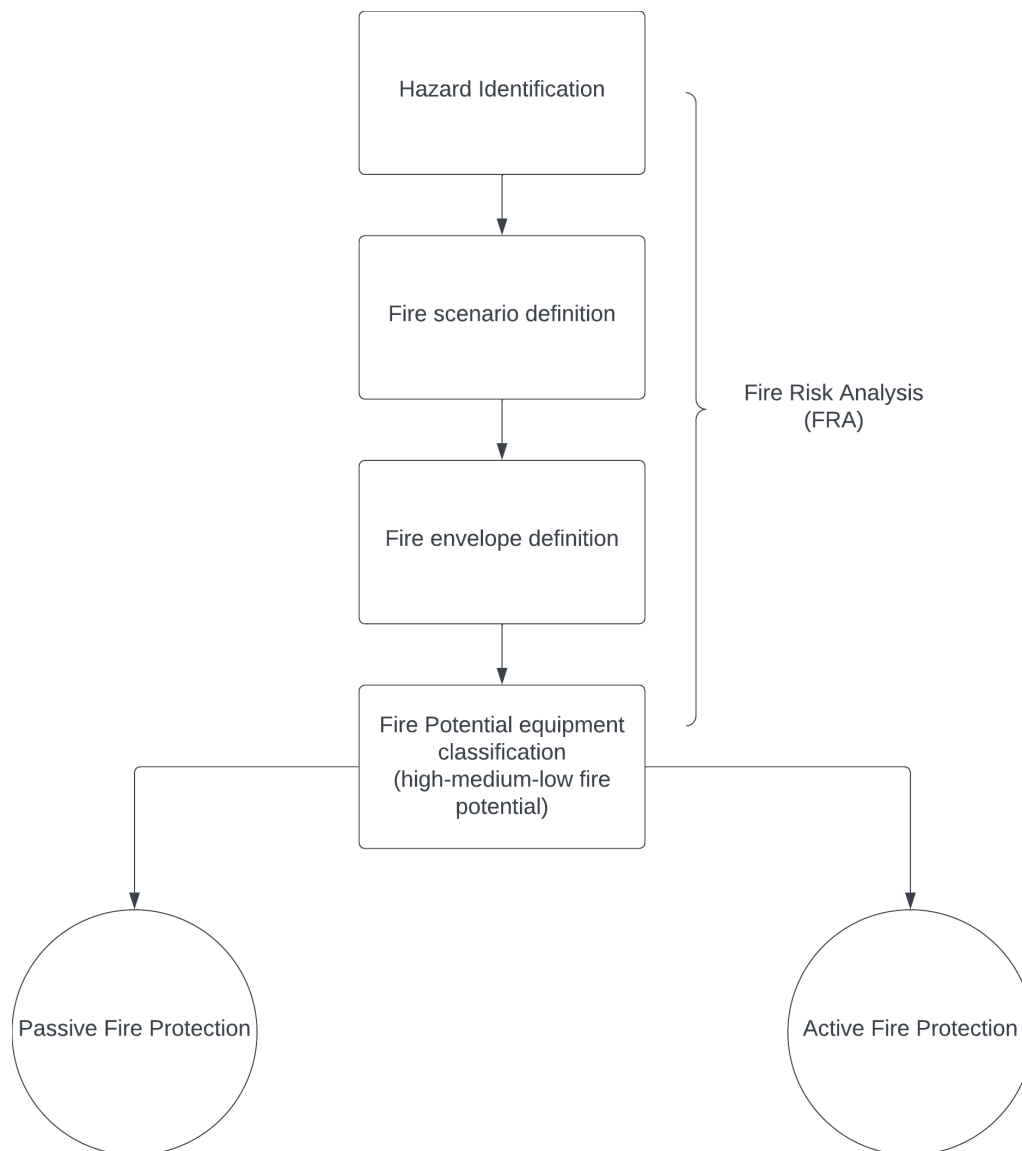 Hazard Identification
Fire scenario definition
Fire Risk Analysis
(FRA)
Fire envelope definition
Fire Potential equipment
classification
(high-medium-low fire
potential)
Passive Fire Protection
Active Fire Protection